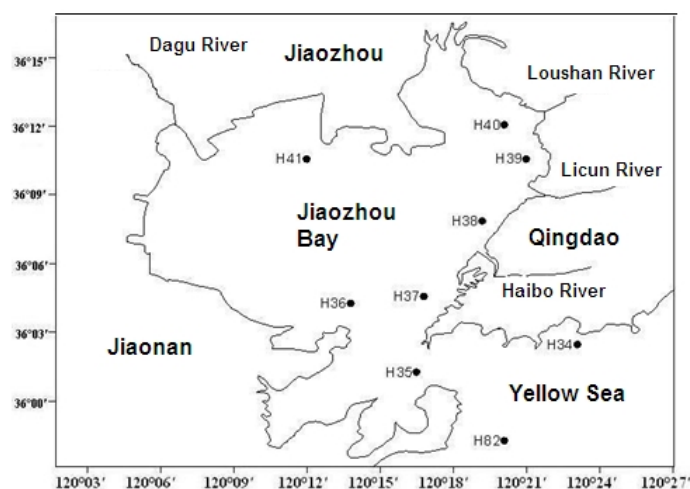 Dagu River
Jiaozhou
36°15'
Loushan River
36°12'
H40
H41
H39
Licun River
36°09'
Jiaozhou
Bay
H38
Qingdao
36°06'
Haibo River
H36
H37
36°03'
Jiaonan
H34
H35
Yellow Sea
36°00'
H82
120°03' 120°06' 120°09' 120°12' 120°15' 120°18' 120°21' 120°24' 120°27'